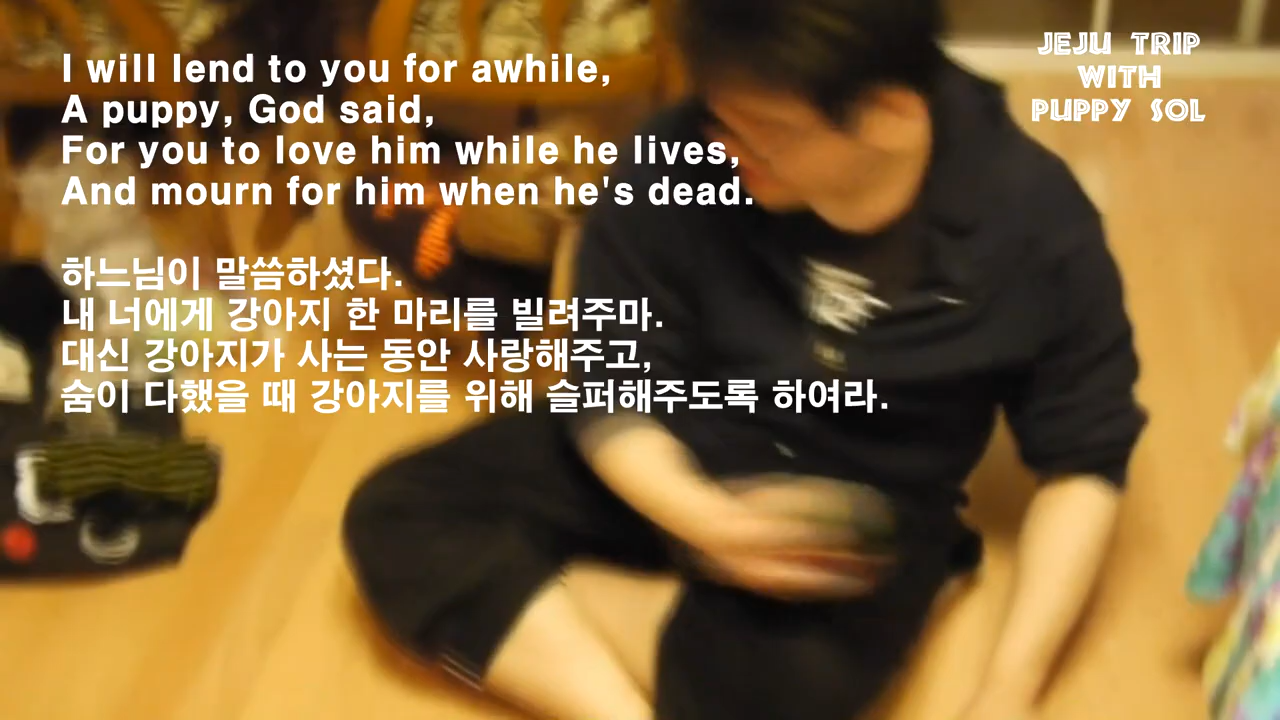 I will lend to you for awhile,
A puppy, God said,
For you to love him while he lives,
And mourn for him when he's dead.
하느님이 말씀하셨다.
내 너에게 강아지 한 마리를 빌려주마.
대신 강아지가 사는 동안 사랑해주고,
숨이 다했을 때 강아지를 위해 슬퍼해주도록 하여라.
JEJU TRIP
WITH
PUPPY SOL